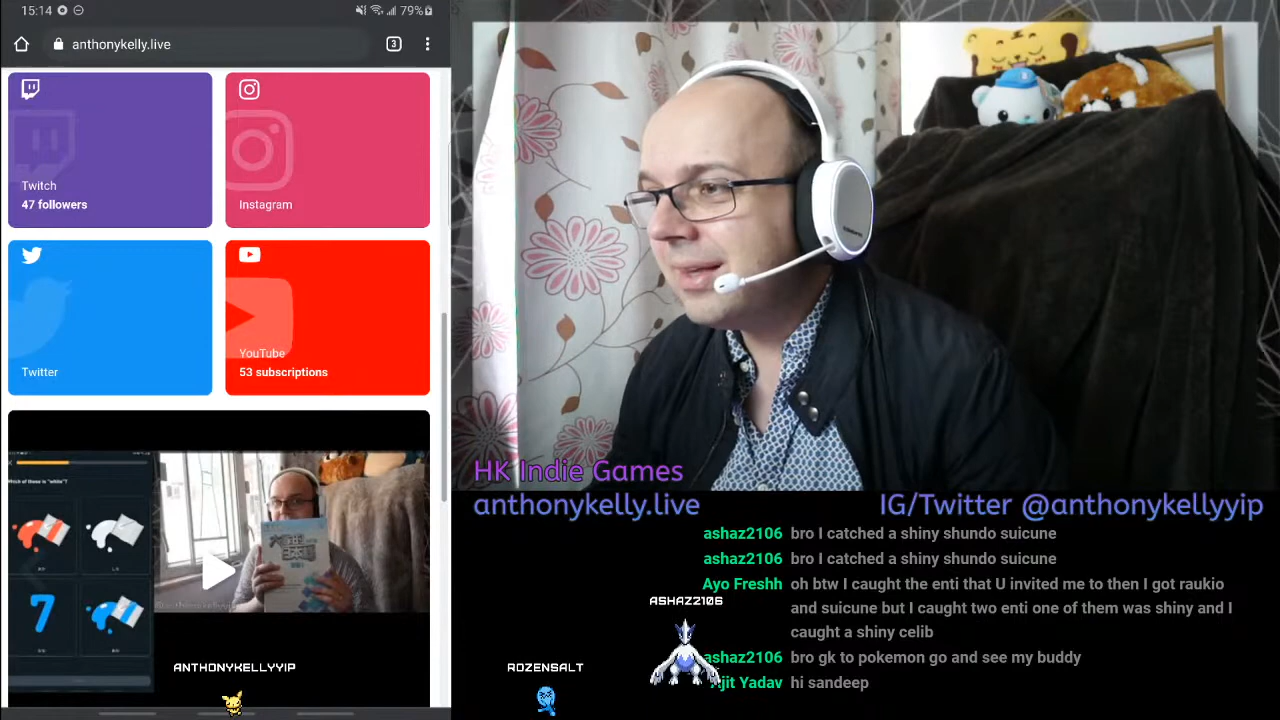 15:14
79%
anthonykelly.live
3
Twitch
47 followers
Instagram
Twitter
YouTube
53 subscriptions
7
HK Indie Games
anthonykelly.live
IG/Twitter @anthonykellyyip
ashaz2106 bro I catched a shiny shundo suicune
ashaz2106 bro I catched a shiny shundo suicune
Ayo Freshh oh btw I caught the enti that U invited me to then I got raukio
and suicune but I caught two enti one of them was shiny and I
caught a shiny celib
ashaz2106 bro gk to pokemon go and see my buddy
Ajit Yadav hi sandeep
ASHAZ2106
ANTHONYKELLYYIP
ROZENSALT